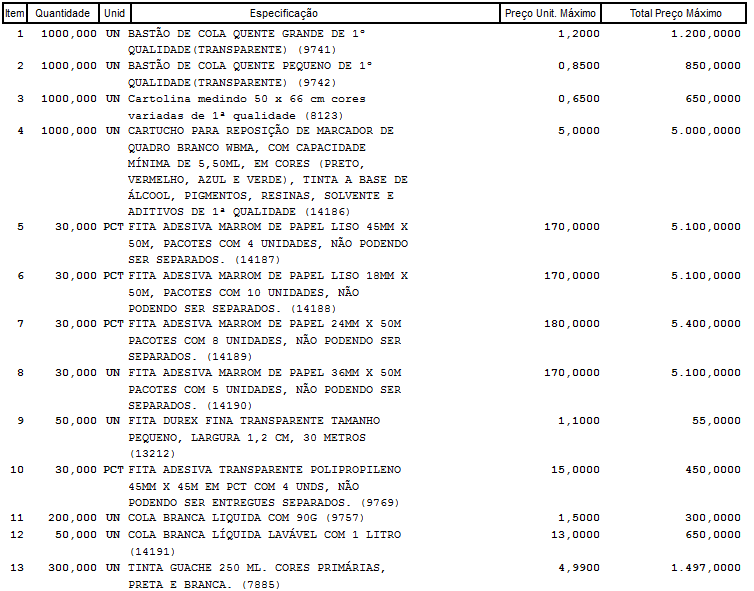 Item Quantidade Unid Especificação Preço Unit. Máximo Total Preço Máximo
1 1000,000 UN BASTÃO DE COLA QUENTE GRANDE DE 1º 1,2000 1.200,0000
QUALIDADE(TRANSPARENTE) (9741)
2 1000,000 UN BASTÃO DE COLA QUENTE PEQUENO DE 1º 0,8500 850,0000
QUALIDADE(TRANSPARENTE) (9742)
3 1000,000 UN Cartolina medindo 50 x 66 cm cores 0,6500 650,0000
variadas de 1ª qualidade (8123)
4 1000,000 UN CARTUCHO PARA REPOSIÇÃO DE MARCADOR DE 5,0000 5.000,0000
QUADRO BRANCO WBMA, COM CAPACIDADE
MÍNIMA DE 5,50ML, EM CORES (PRETO,
VERMELHO, AZUL E VERDE), TINTA A BASE DE
ÁLCOOL, PIGMENTOS, RESINAS, SOLVENTE E
ADITIVOS DE 1ª QUALIDADE (14186)
5 30,000 PCT FITA ADESIVA MARROM DE PAPEL LISO 45MM X 170,0000 5.100,0000
50M, PACOTES COM 4 UNIDADES, NÃO PODENDO
SER SEPARADOS. (14187)
6 30,000 PCT FITA ADESIVA MARROM DE PAPEL LISO 18MM X 170,0000 5.100,0000
50M, PACOTES COM 10 UNIDADES, NÃO
PODENDO SER SEPARADOS. (14188)
7 30,000 PCT FITA ADESIVA MARROM DE PAPEL 24MM X 50M 180,0000 5.400,0000
PACOTES COM 8 UNIDADES, NÃO PODENDO SER
SEPARADOS. (14189)
8 30,000 UN FITA ADESIVA MARROM DE PAPEL 36MM X 50M 170,0000 5.100,0000
PACOTES COM 5 UNIDADES, NÃO PODENDO SER
SEPARADOS. (14190)
9 50,000 UN FITA DUREX FINA TRANSPARENTE TAMANHO 1,1000 55,0000
PEQUENO, LARGURA 1,2 CM, 30 METROS
(13212)
10 30,000 PCT FITA ADESIVA TRANSPARENTE POLIPROPILENO 15,0000 450,0000
45MM X 45M EM PCT COM 4 UNDS, NÃO
PODENDO SER ENTREGUES SEPARADOS. (9769)
11 200,000 UN COLA BRANCA LIQUIDA COM 90G (9757) 1,5000 300,0000
12 50,000 UN COLA BRANCA LÍQUIDA LAVÁVEL COM 1 LITRO 13,0000 650,0000
(14191)
13 300,000 UN TINTA GUACHE 250 ML. CORES PRIMÁRIAS, 4,9900 1.497,0000
PRETA E BRANCA. (7885)